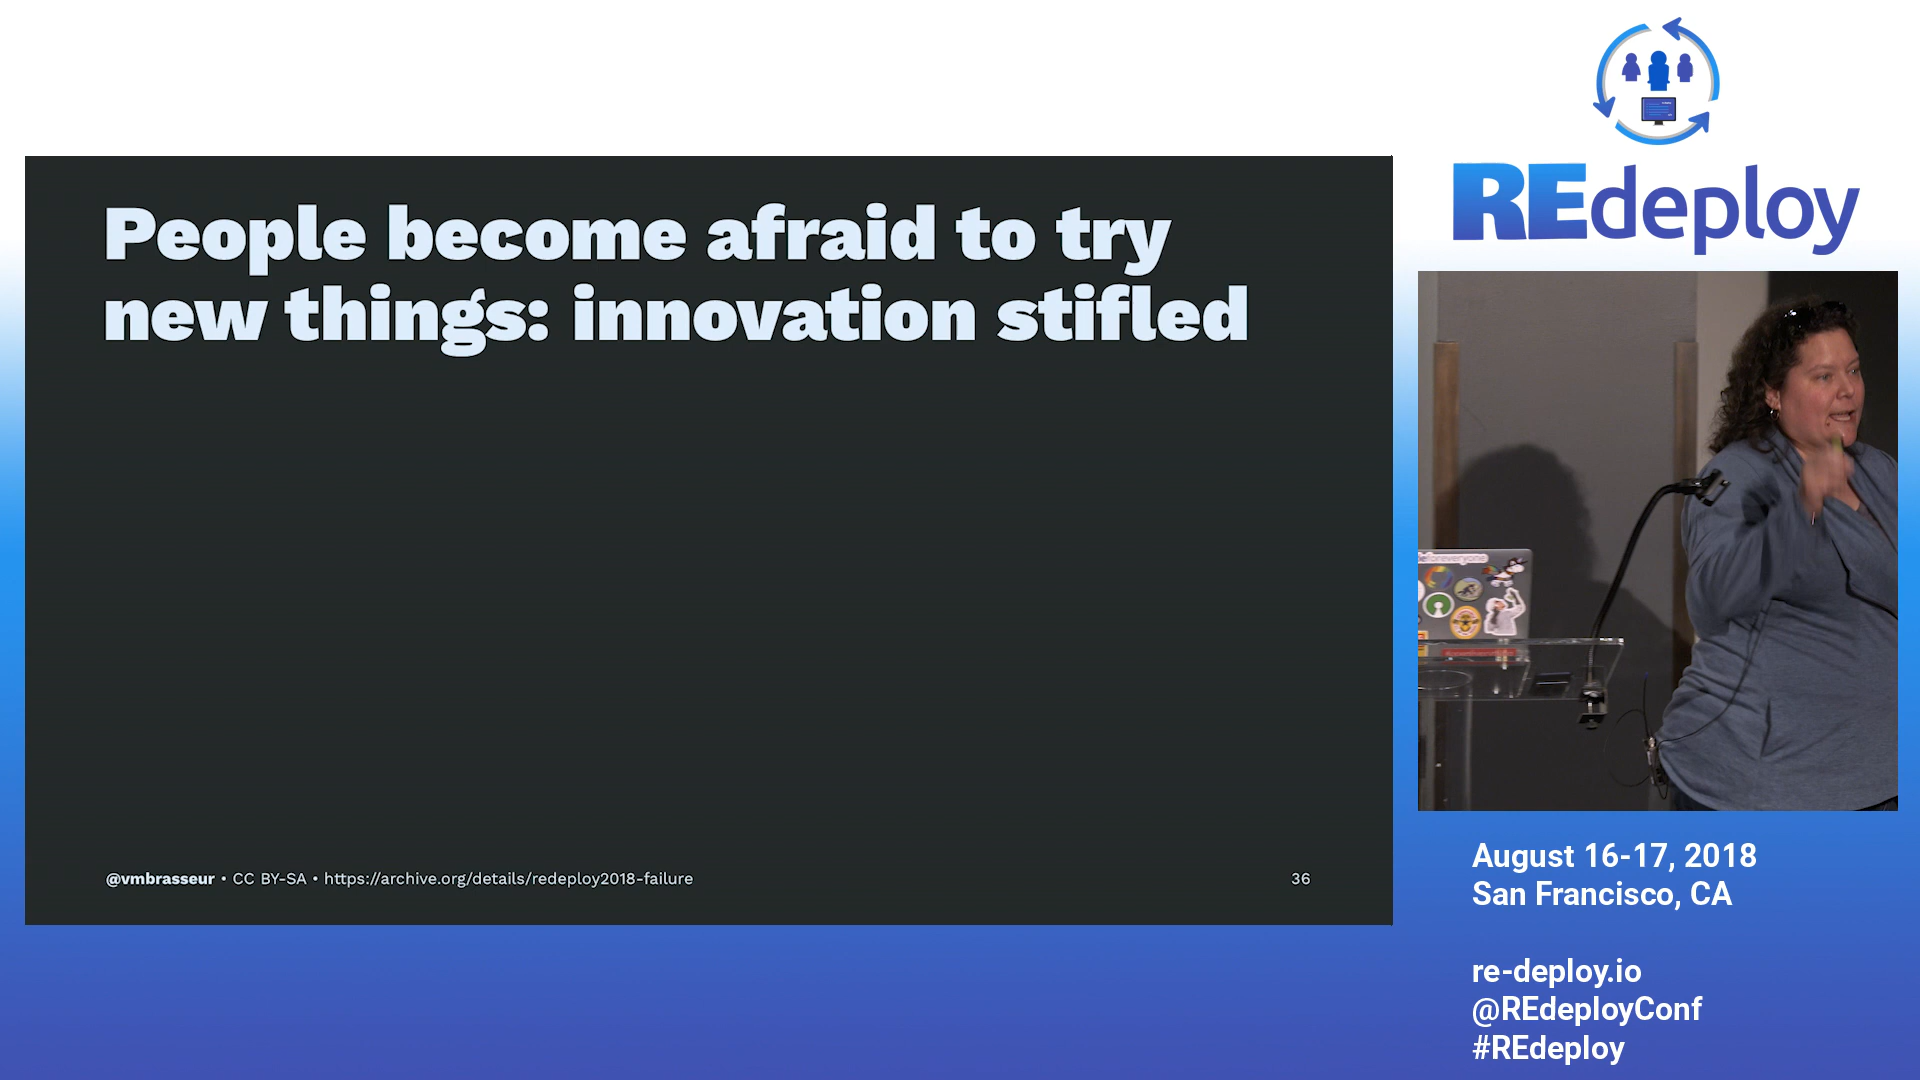 People become afraid to try
new things: innovation stifled
@vmbrasseur • CC BY-SA • https://archive.org/details/redeploy2018-failure
36
REdeploy
August 16-17, 2018
San Francisco, CA
re-deploy.io
@REdeployConf
#REdeploy